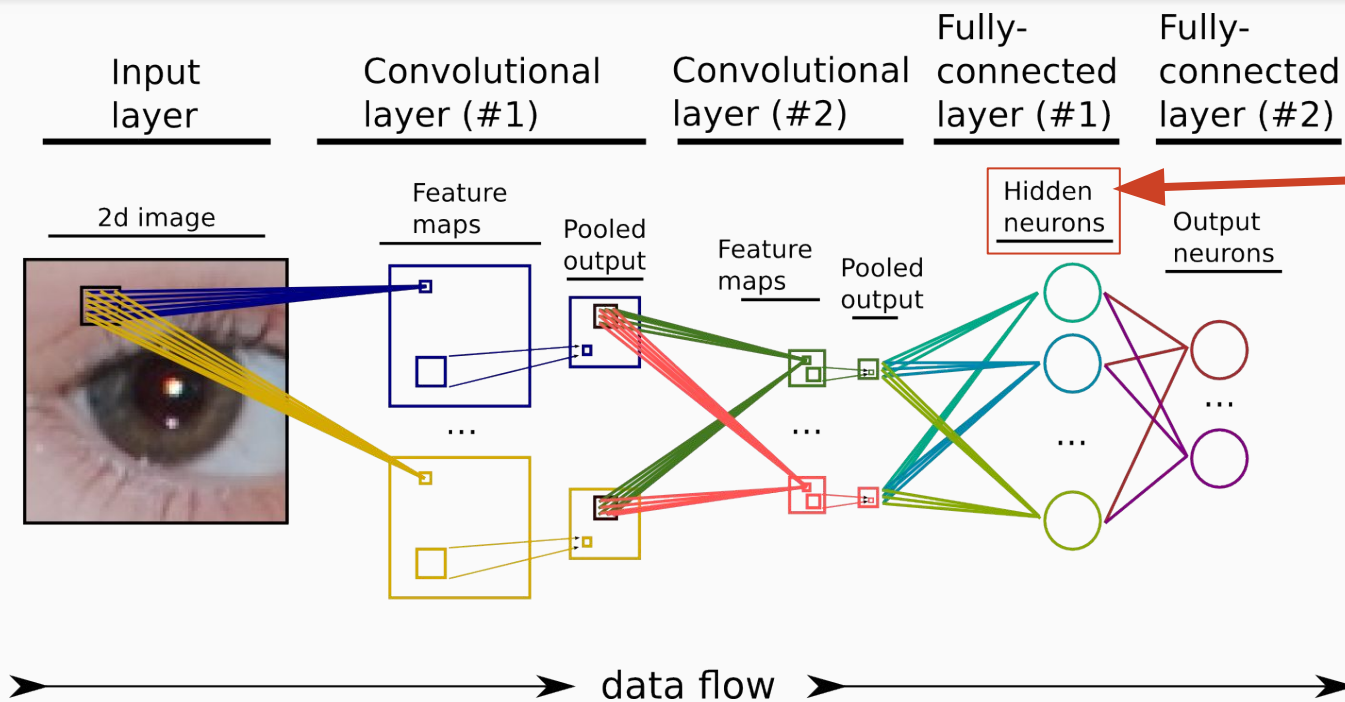 Input
layer
Convolutional
layer (#1)
Convolutional
layer (#2)
Fully-
connected
layer (#1)
Fully-
connected
layer (#2)
2d image
Feature
maps
Pooled
output
Feature
maps
Pooled
output
Hidden
neurons
Output
neurons
...
...
...
...
data flow